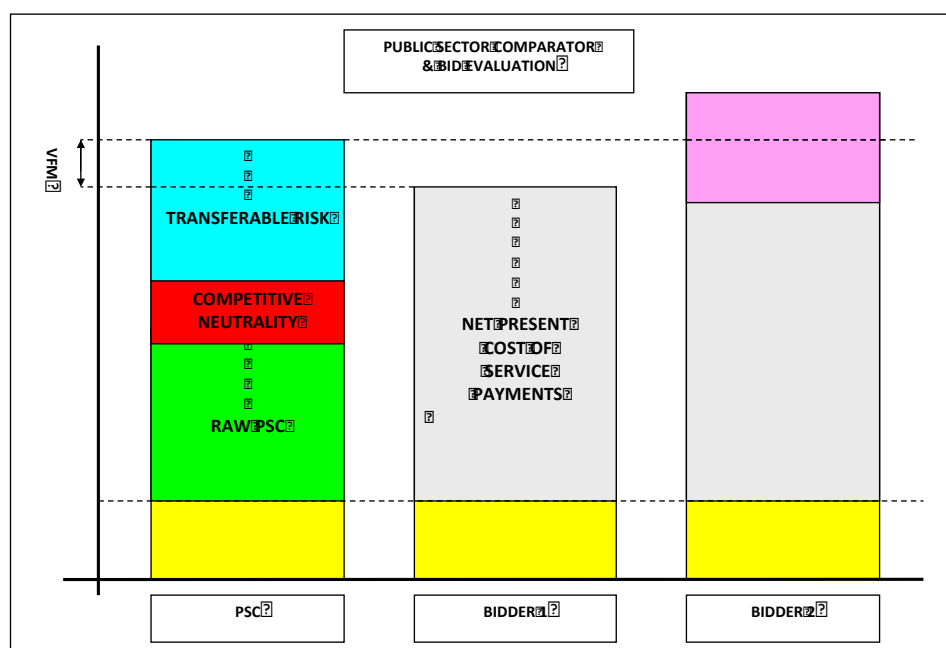 PUBLIC SECTOR COMPARATOR
& BID EVALUATION
VFM
TRANSFERABLE RISK
COMPETITIVE
NEUTRALITY
RAW PSC
NET PRESENT
COST OF
SERVICE
PAYMENTS
PSC
BIDDER 1
BIDDER 2